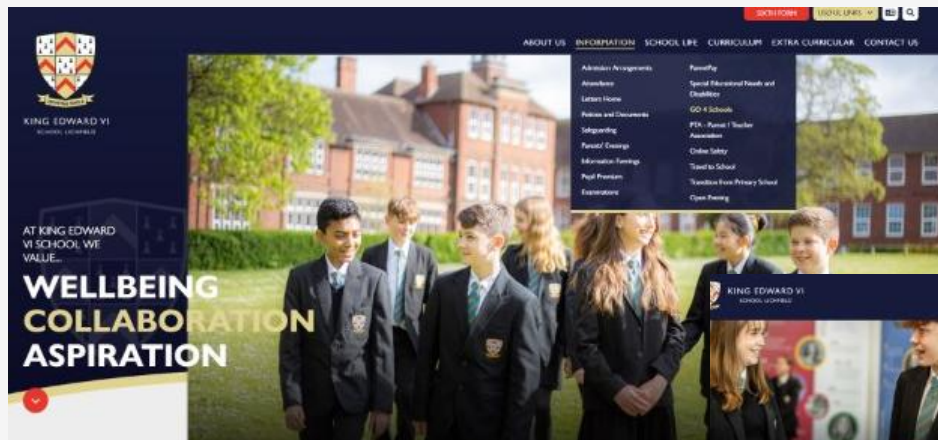 SIXTH FORM USEFUL LINKS
ABOUT US INFORMATION SCHOOL LIFE CURRICULUM EXTRA CURRICULAR CONTACT US
KING EDWARD VI
SCHOOL LICHFIELD
Admission Arrangements
Attendance
Letters Home
Policies and Documents
Safeguarding
Parents' Evenings
Information Evenings
Pupil Premium
Examinations
ParentPay
Special Educational Needs and
Disabilities
GO 4 Schools
PTA - Parent / Teacher
Association
Online Safety
Travel to School
Transition from Primary School
Open Evening
AT KING EDWARD
VI SCHOOL WE
VALUE...
WELLBEING
COLLABORATION
ASPIRATION
KING EDWARD VI
SCHOOL LICHFIELD